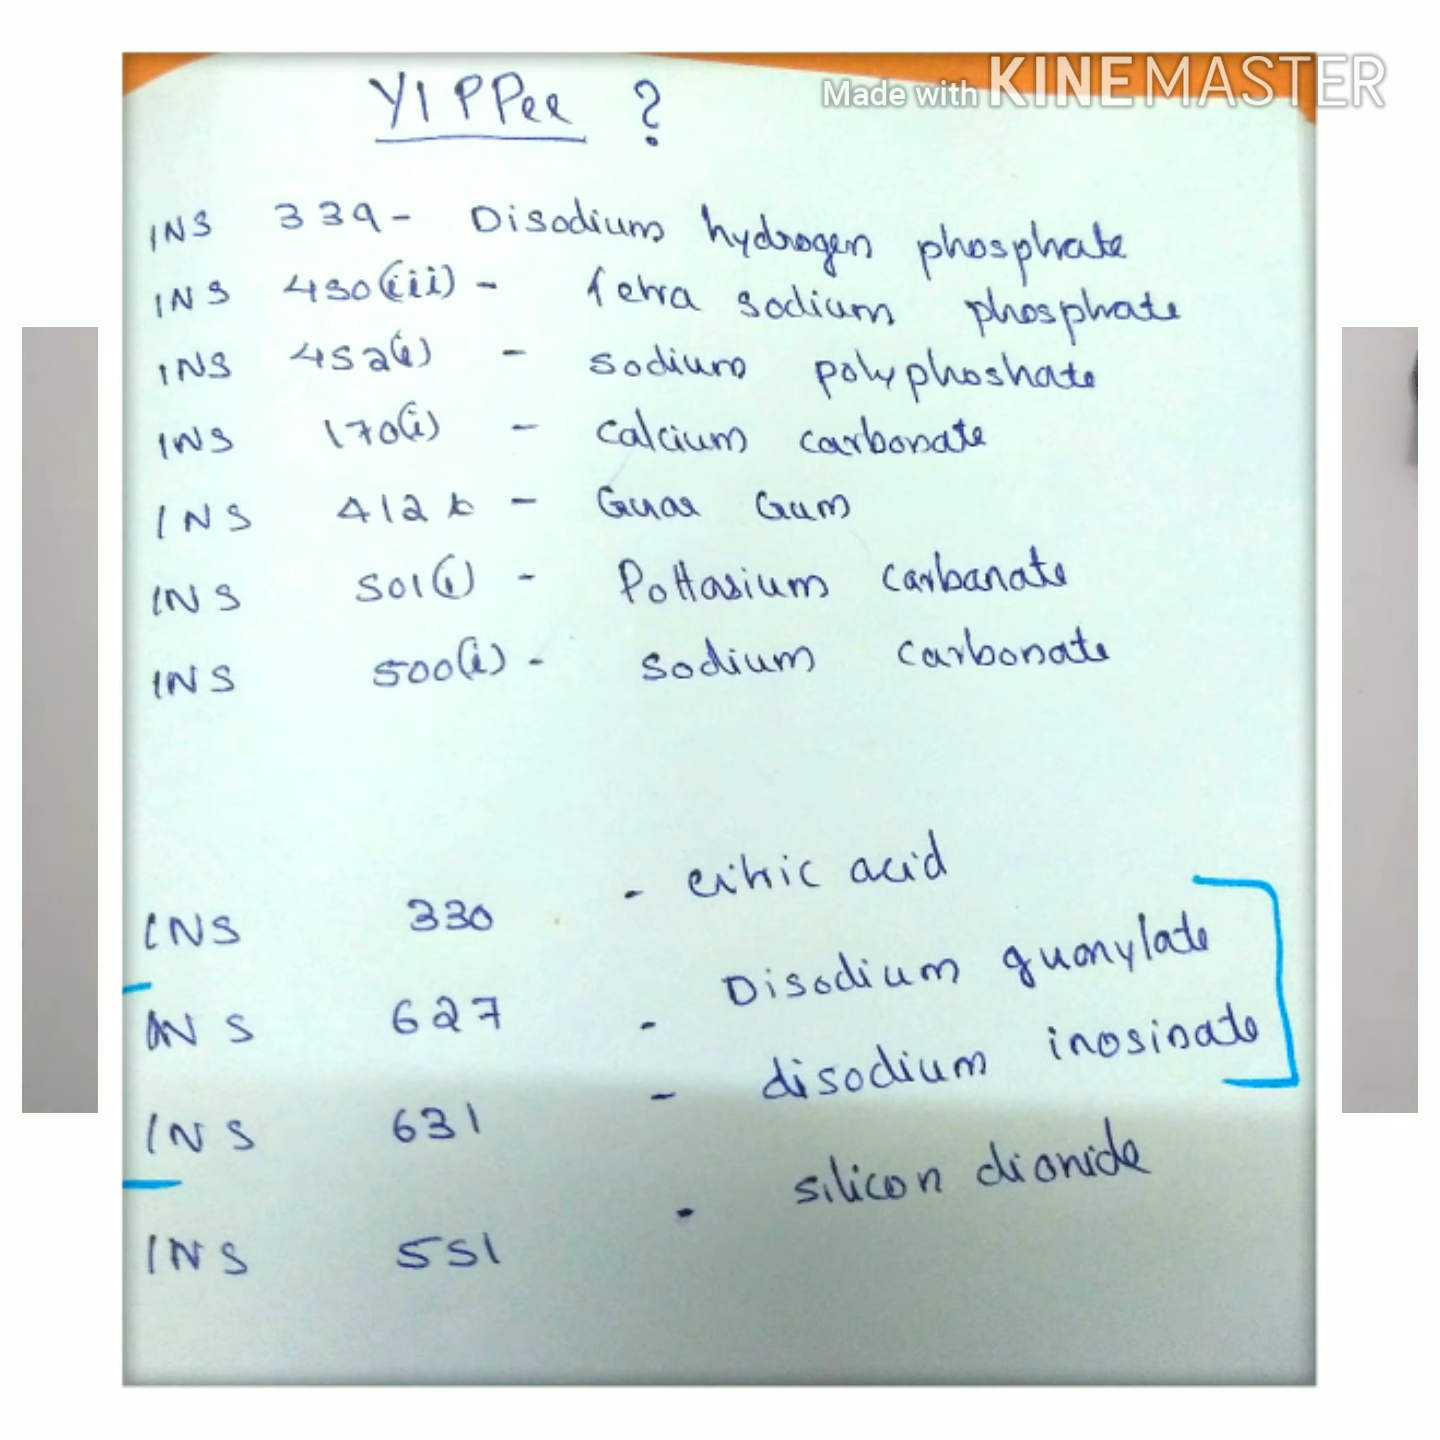 YIPPee ?
Made with KINEMASTER
INS 339 - Disodium hydrogen phosphate
INS 450(iii) - Tetra sodium phosphate
INS 452(i) - sodium polyphoshate
INS 170(i) - Calcium carbonate
INS 412 - Guar Gum
INS 501(i) - Pottasium carbanate
INS 500(i) - sodium carbonate
INS 330 - citric acid
INS 627 - Disodium guanylate
INS 631 - disodium inosinate
INS 551 - silicon dioxide